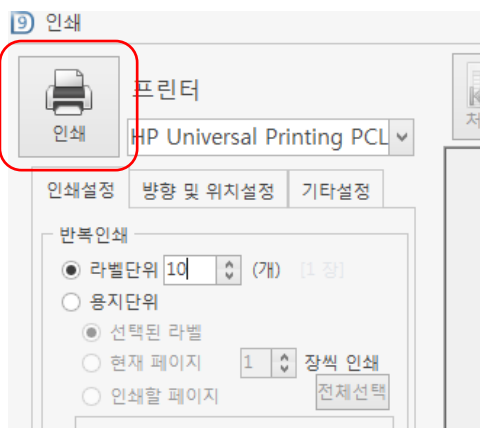 9 인쇄
인쇄
프린터
HP Universal Printing PCL
인쇄설정 방향 및 위치설정 기타설정
반복인쇄
라벨단위 10 (개) [1 장]
용지단위
선택된 라벨
현재 페이지 1 장씩 인쇄
인쇄할 페이지 전체선택